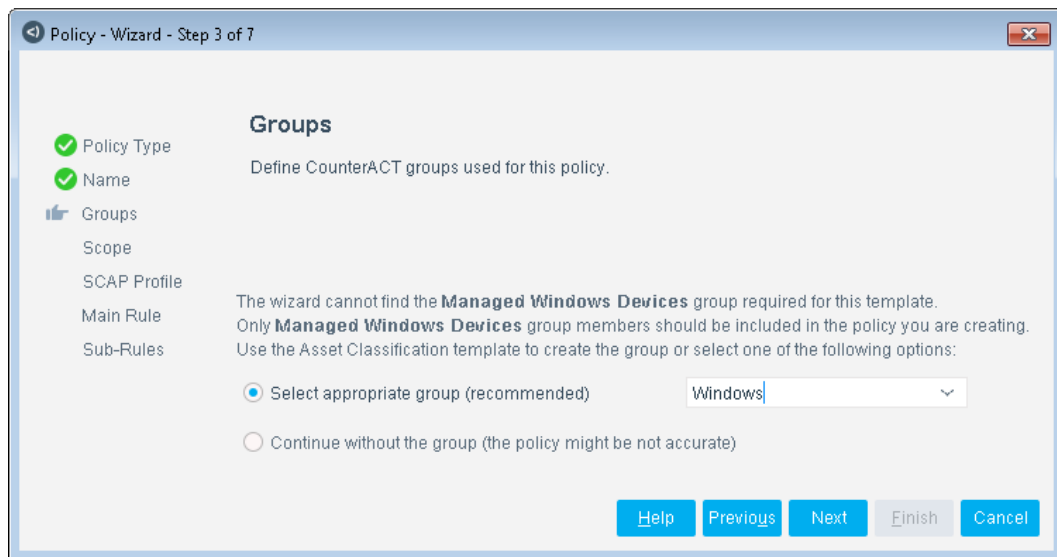 Policy - Wizard - Step 3 of 7
Policy Type
Name
Groups
Scope
SCAP Profile
Main Rule
Sub-Rules
Groups
Define CounterACT groups used for this policy.
The wizard cannot find the Managed Windows Devices group required for this template.
Only Managed Windows Devices group members should be included in the policy you are creating.
Use the Asset Classification template to create the group or select one of the following options:
Select appropriate group (recommended) Windows
Continue without the group (the policy might be not accurate)
Help Previous Next Finish Cancel